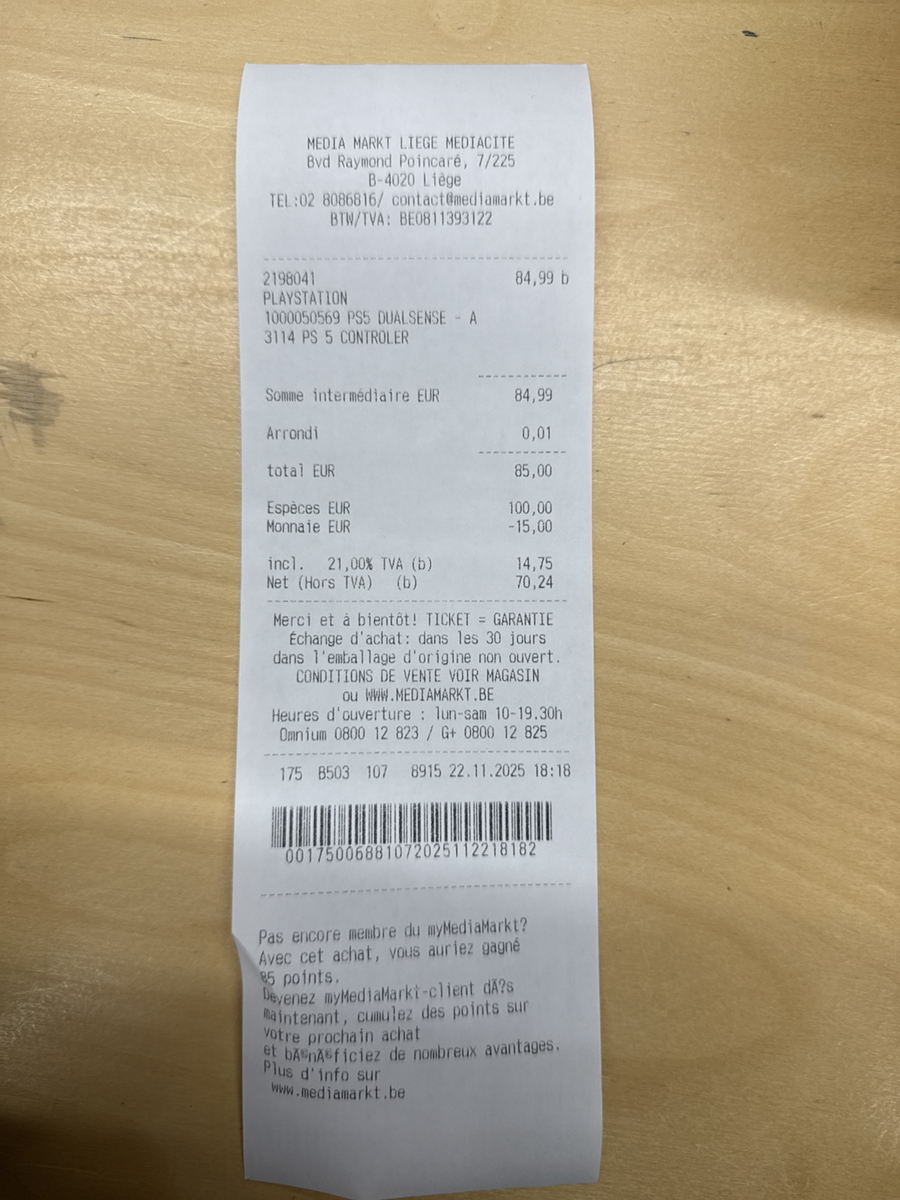 MEDIA MARKT LIEGE MEDIACITE
Bvd Raymond Poincaré, 7/225
B-4020 Liège
TEL:02 8086816/ contact@mediamarkt.be
BTW/TVA: BE0811393122
2198041 84,99 b
PLAYSTATION
1000050569 PS5 DUALSENSE - A
3114 PS 5 CONTROLER
Somme intermédiaire EUR 84,99
Arrondi 0,01
total EUR 85,00
Espèces EUR 100,00
Monnaie EUR -15,00
incl. 21,00% TVA (b) 14,75
Net (Hors TVA) (b) 70,24
Merci et à bientôt! TICKET = GARANTIE
Échange d'achat: dans les 30 jours
dans l'emballage d'origine non ouvert.
CONDITIONS DE VENTE VOIR MAGASIN
ou WWW.MEDIAMARKT.BE
Heures d'ouverture : lun-sam 10-19.30h
Omnium 0800 12 823 / G+ 0800 12 825
175 B503 107 8915 22.11.2025 18:18
00175006881072025112218182
Pas encore membre du myMediaMarkt?
Avec cet achat, vous auriez gagné
85 points.
Devenez myMediaMarkt-client dÃ?s
maintenant, cumulez des points sur
votre prochain achat
et bÃ©nÃ©ficiez de nombreux avantages.
Plus d'info sur
www.mediamarkt.be